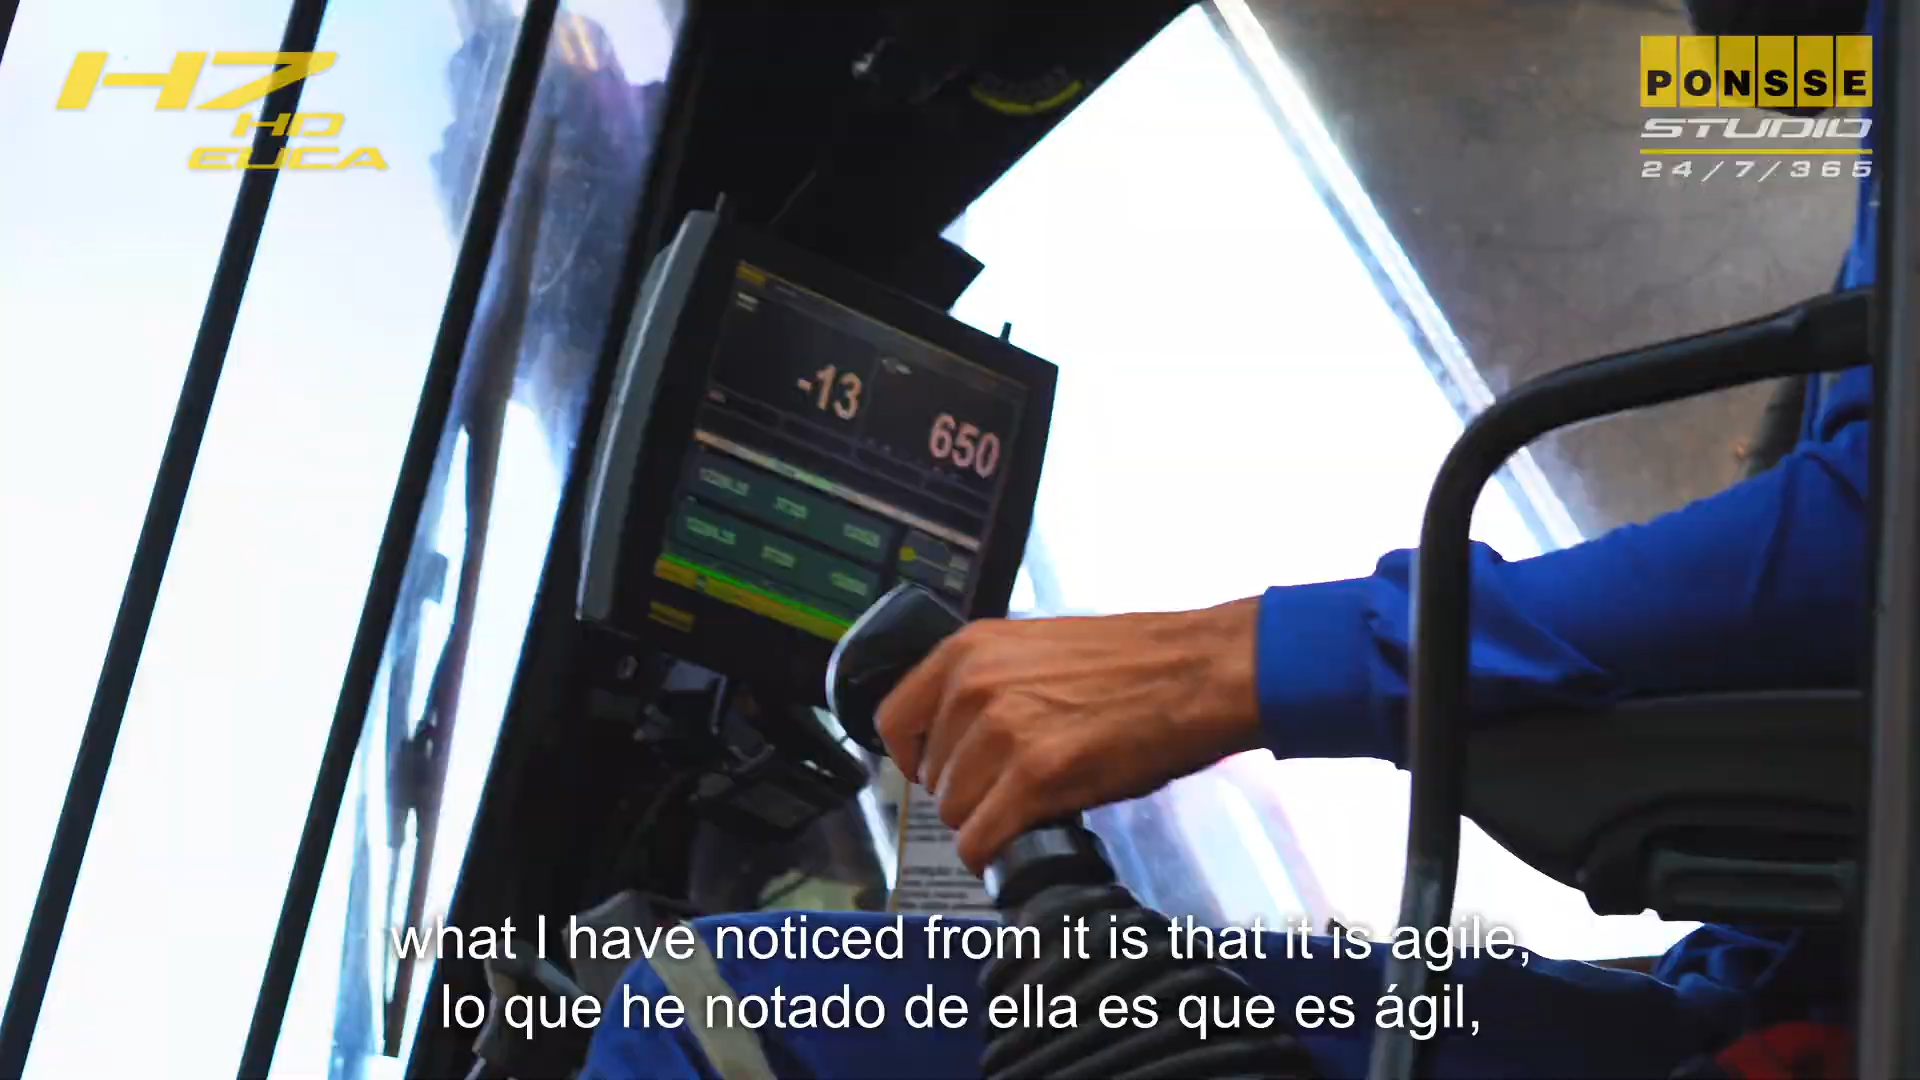 H7
HD
EUCA
PONSSE
STUDIO
24/7/365
-13
650
what I have noticed from it is that it is agile,
lo que he notado de ella es que es ágil,